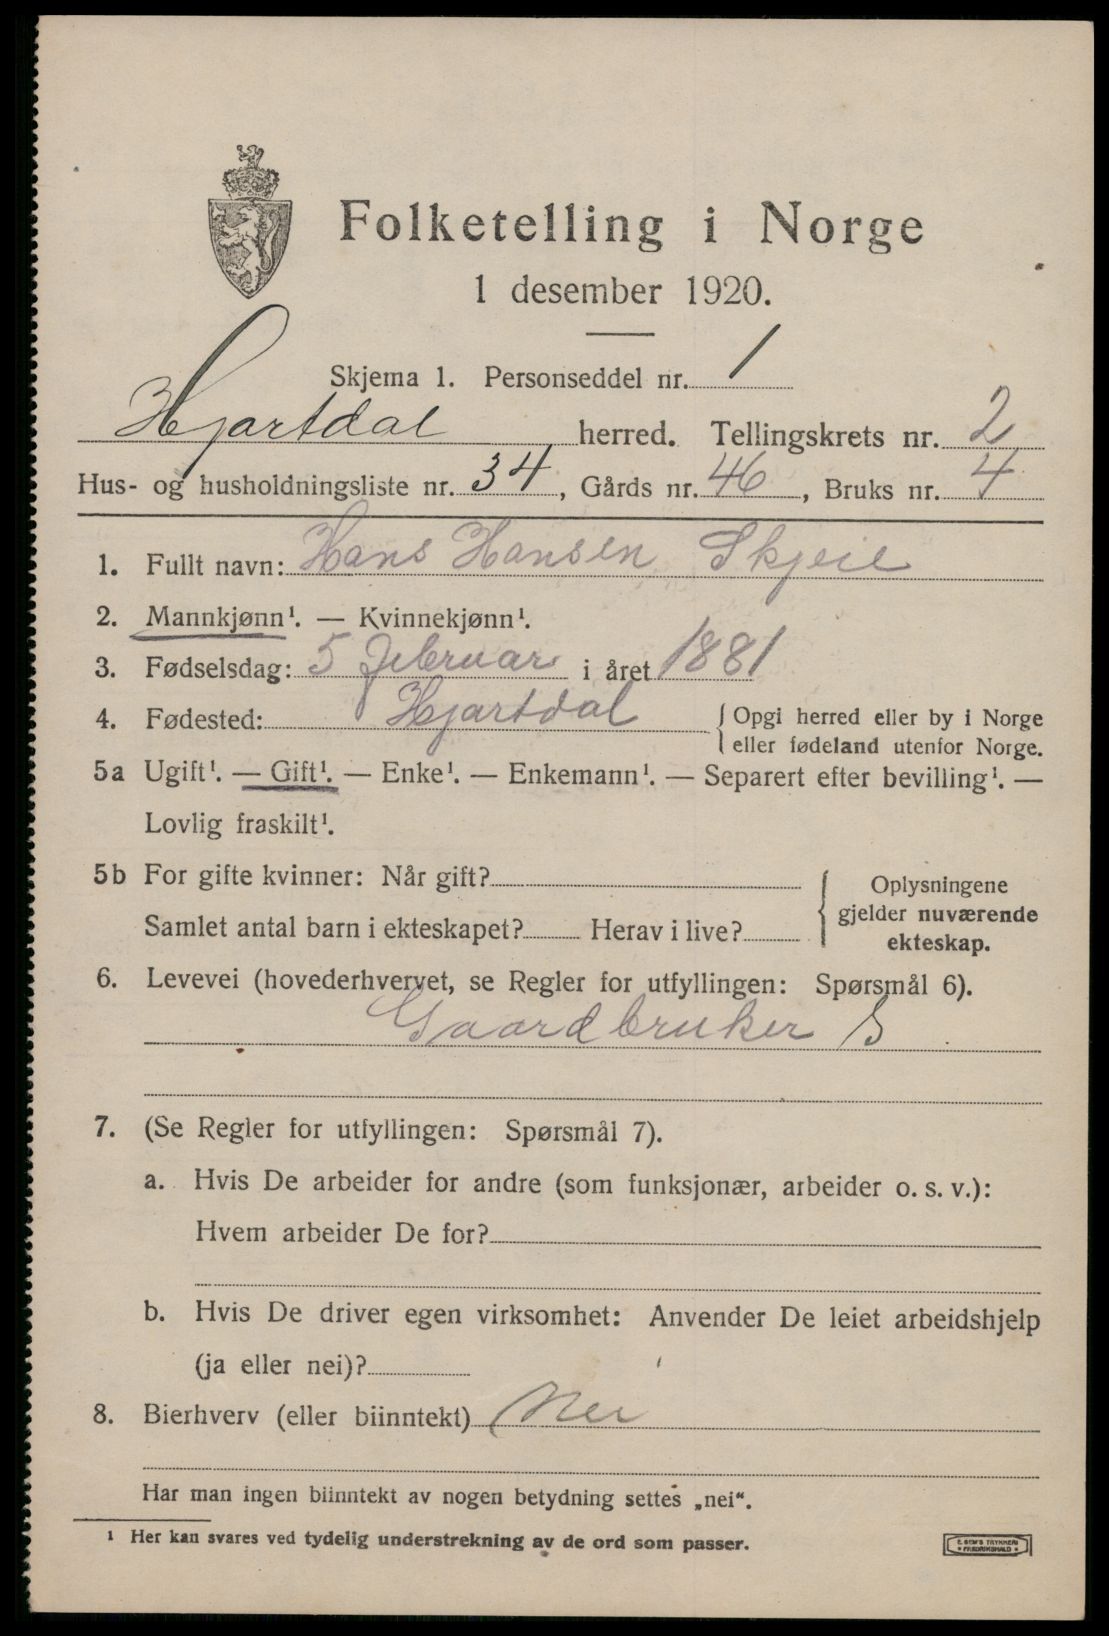 Folketelling i Norge
1 desember 1920.
Skjema 1. Personseddel nr. 1
Hjartdal herred. Tellingskrets nr. 2
Hus- og husholdningsliste nr. 34, Gårds nr. 46, Bruks nr. 4
1. Fullt navn: Hans Hansen Skjeie
2. Mannkjønn¹. — Kvinnekjønn¹.
3. Fødselsdag: 5 Februar i året 1881
4. Fødested: Hjartdal { Opgi herred eller by i Norge
eller fødeland utenfor Norge.
5a Ugift¹. — Gift¹. — Enke¹. — Enkemann¹. — Separert efter bevilling¹. —
Lovlig fraskilt¹.
5b For gifte kvinner: Når gift?
Samlet antal barn i ekteskapet? Herav i live?
Oplysningene
gjelder nuværende
ekteskap.
6. Levevei (hovederhvervet, se Regler for utfyllingen: Spørsmål 6).
Gaardbruker S
7. (Se Regler for utfyllingen: Spørsmål 7).
a. Hvis De arbeider for andre (som funksjonær, arbeider o. s. v.):
Hvem arbeider De for?
b. Hvis De driver egen virksomhet: Anvender De leiet arbeidshjelp
(ja eller nei)?
8. Bierhverv (eller biinntekt) Nei
Har man ingen biinntekt av nogen betydning settes „nei“.
¹ Her kan svares ved tydelig understrekning av de ord som passer.
E. SEM'S TRYKKERI
FREDRIKSHALD